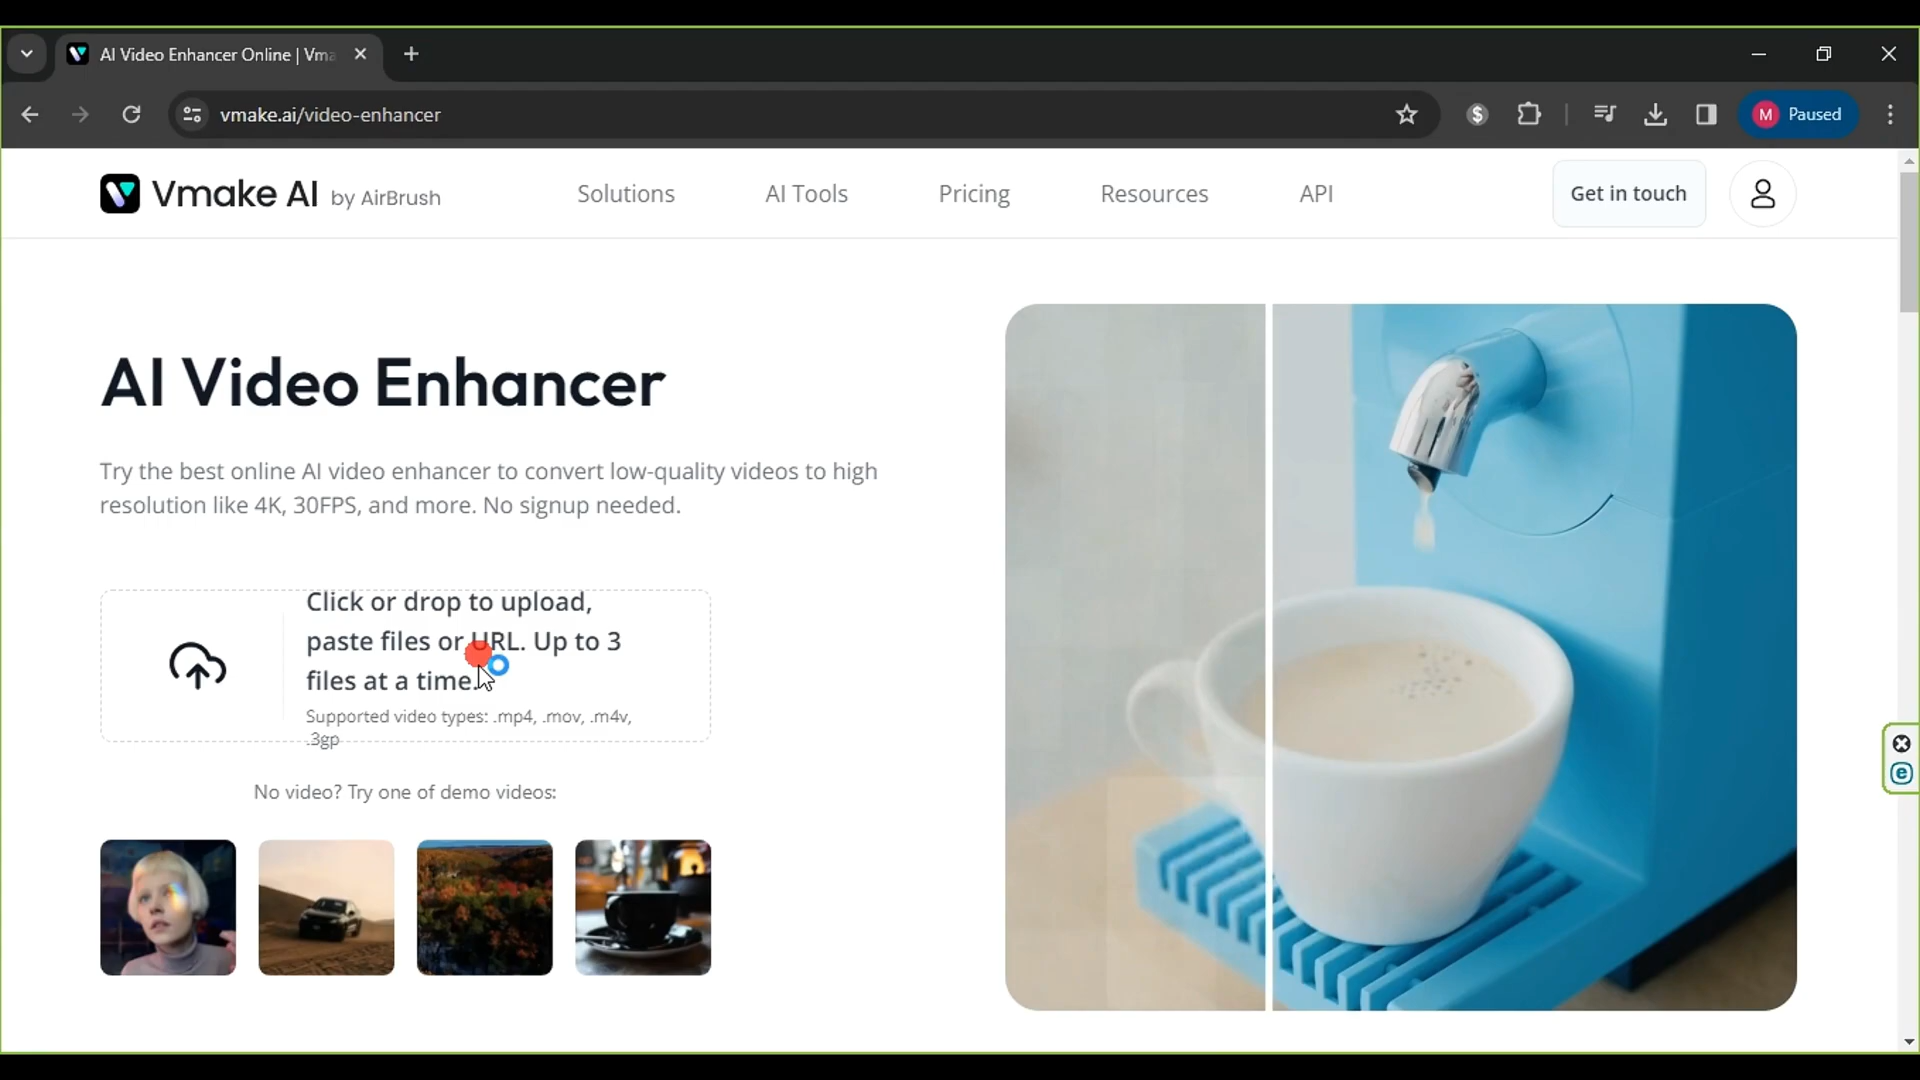 AI Video Enhancer Online | Vma
vmake.ai/video-enhancer
M Paused
Vmake AI by AirBrush
Solutions
AI Tools
Pricing
Resources
API
Get in touch
AI Video Enhancer
Try the best online AI video enhancer to convert low-quality videos to high
resolution like 4K, 30FPS, and more. No signup needed.
Click or drop to upload,
paste files or URL. Up to 3
files at a time.
Supported video types: .mp4, .mov, .m4v,
.3gp
No video? Try one of demo videos: